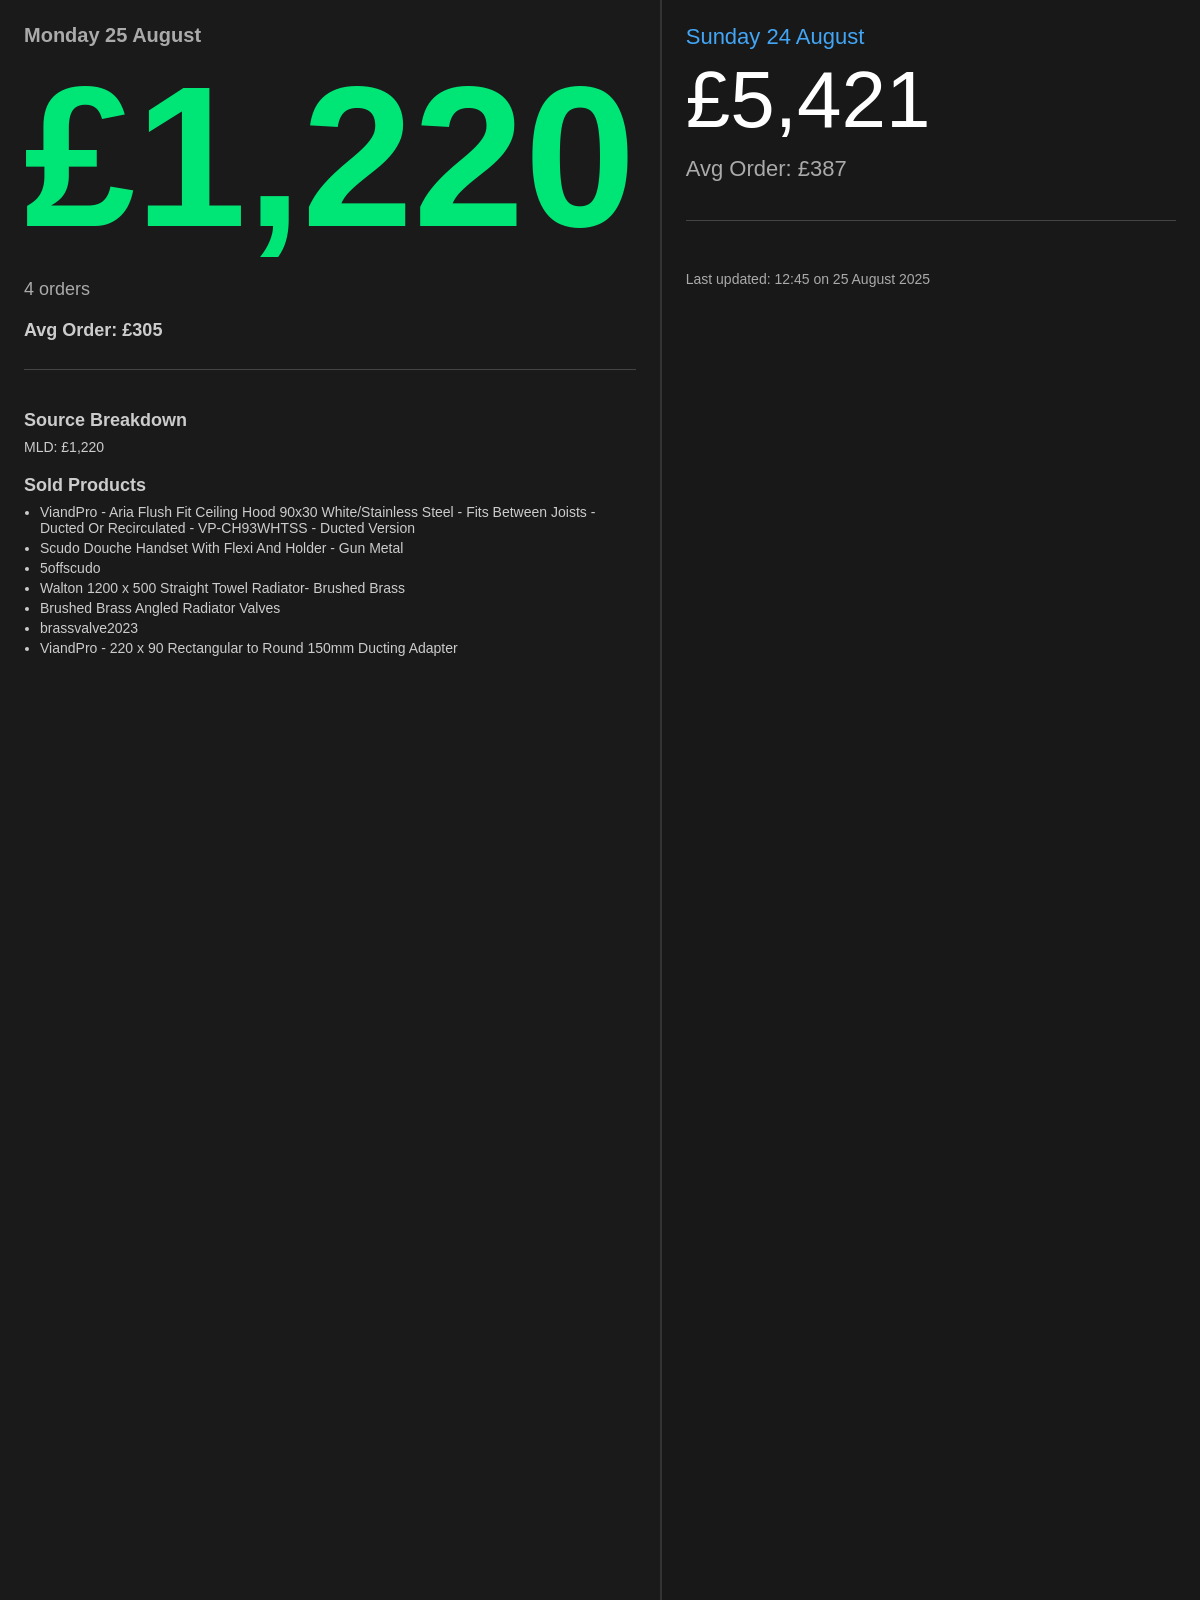 Monday 25 August
£1,220
4 orders
Avg Order: £305
Source Breakdown
MLD: £1,220
Sold Products
• ViandPro - Aria Flush Fit Ceiling Hood 90x30 White/Stainless Steel - Fits Between Joists -
Ducted Or Recirculated - VP-CH93WHTSS - Ducted Version
• Scudo Douche Handset With Flexi And Holder - Gun Metal
• 5offscudo
• Walton 1200 x 500 Straight Towel Radiator- Brushed Brass
• Brushed Brass Angled Radiator Valves
• brassvalve2023
• ViandPro - 220 x 90 Rectangular to Round 150mm Ducting Adapter
Sunday 24 August
£5,421
Avg Order: £387
Last updated: 12:45 on 25 August 2025